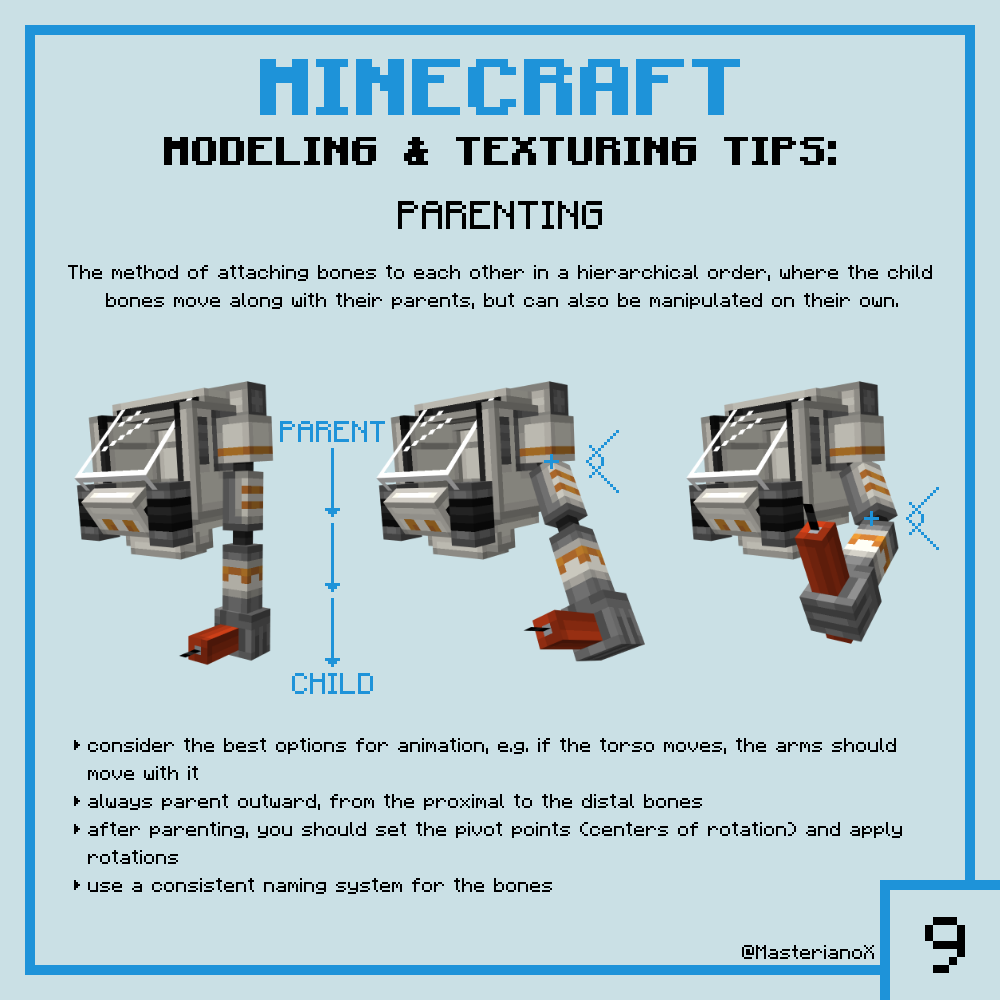 MINECRAFT
MODELING & TEXTURING TIPS:
PARENTING
The method of attaching bones to each other in a hierarchical order, where the child
bones move along with their parents, but can also be manipulated on their own.
PARENT
CHILD
▸ consider the best options for animation, e.g. if the torso moves, the arms should
move with it
▸ always parent outward, from the proximal to the distal bones
▸ after parenting, you should set the pivot points (centers of rotation) and apply
rotations
▸ use a consistent naming system for the bones
@MasterianoX
9